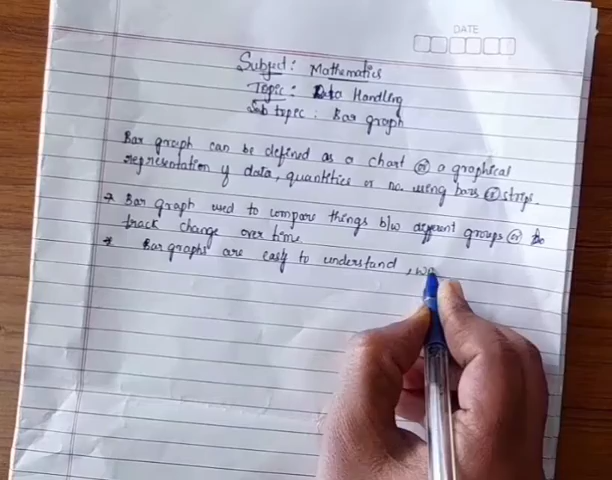 DATE
Subject: Mathematics
Topic: Data Handling
Sub topic: Bar graph
Bar graph can be defined as a chart or a graphical
representation of data, quantities or no. using bars or strips.
* Bar graph used to compare things b/w different groups or to
track change over time
* Bar graphs are easy to understand, we